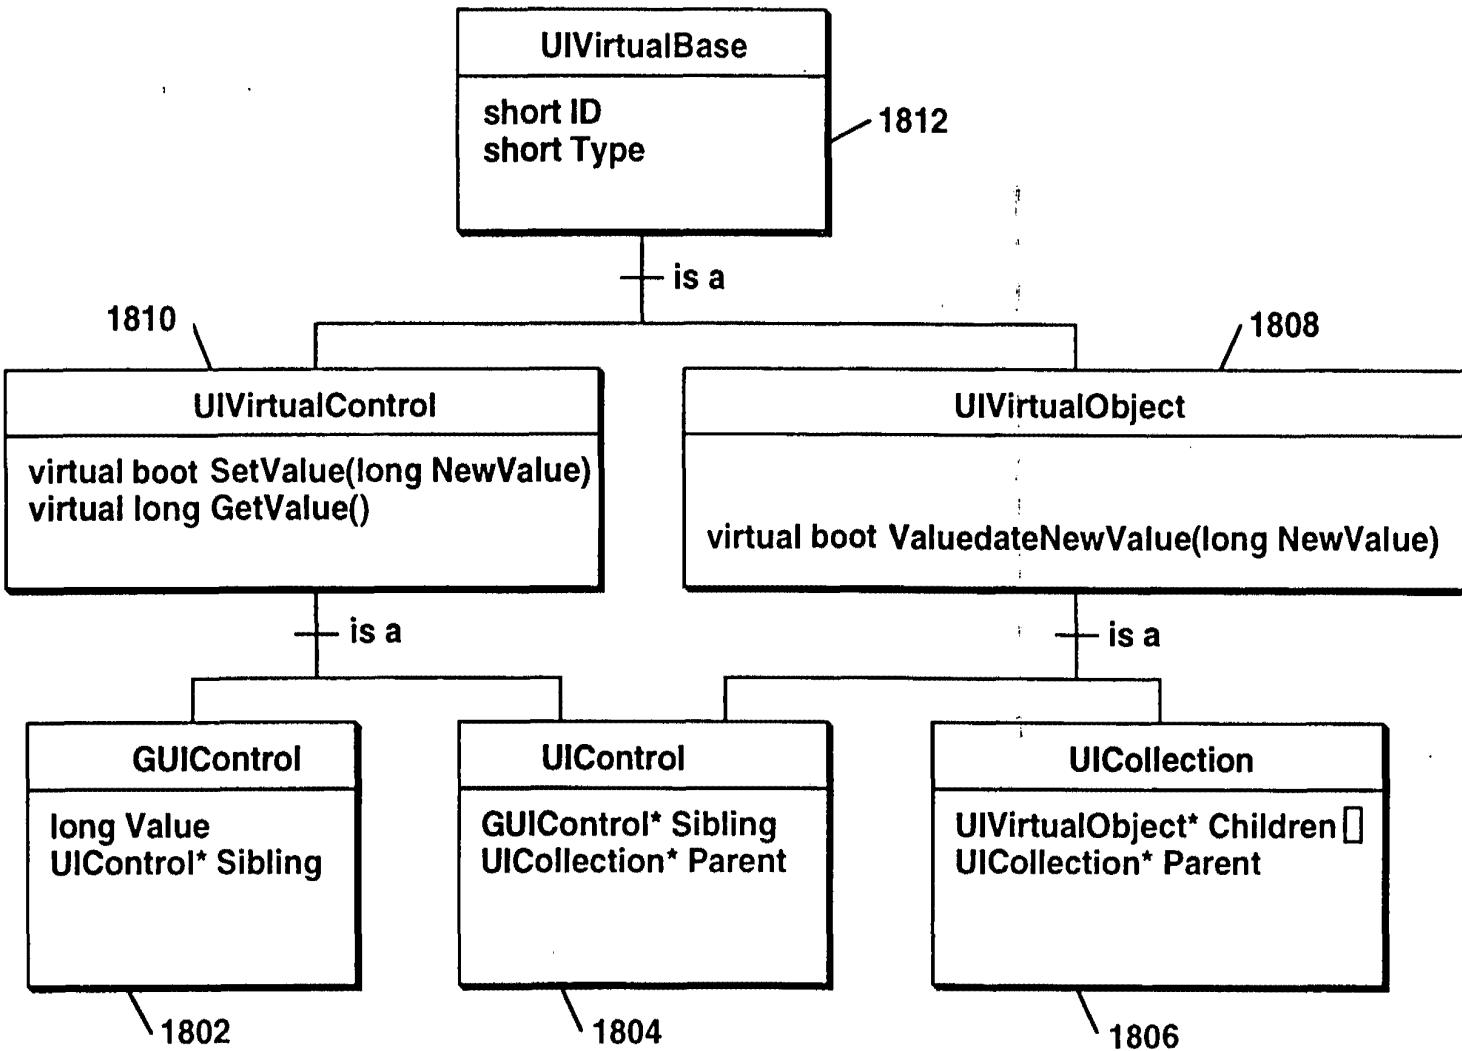 UIVirtualBase
short ID
short Type
1812
is a
1810
1808
UIVirtualControl
virtual boot SetValue(long NewValue)
virtual long GetValue()
UIVirtualObject
virtual boot ValuedateNewValue(long NewValue)
is a
is a
GUIControl
long Value
UIControl* Sibling
UIControl
GUIControl* Sibling
UICollection* Parent
UICollection
UIVirtualObject* Children []
UICollection* Parent
1802
1804
1806